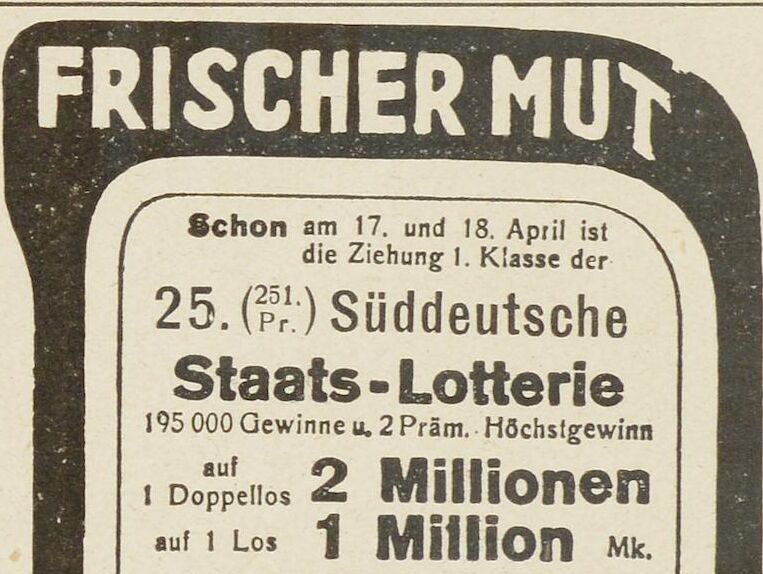 FRISCHER MUT
Schon am 17. und 18. April ist
die Ziehung 1. Klasse der
25. (251. Pr.) Süddeutsche
Staats-Lotterie
195 000 Gewinne u. 2 Präm. Höchstgewinn
auf 1 Doppellos 2 Millionen
auf 1 Los 1 Million Mk.